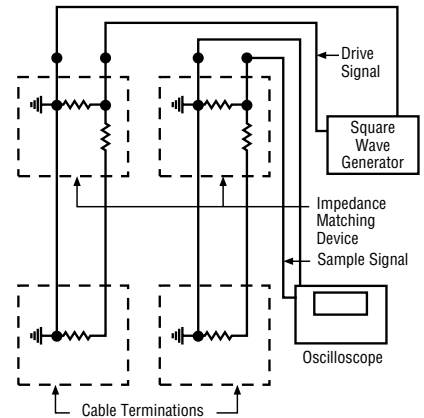 Drive
Signal
Square
Wave
Generator
Impedance
Matching
Device
Sample Signal
Oscilloscope
Cable Terminations